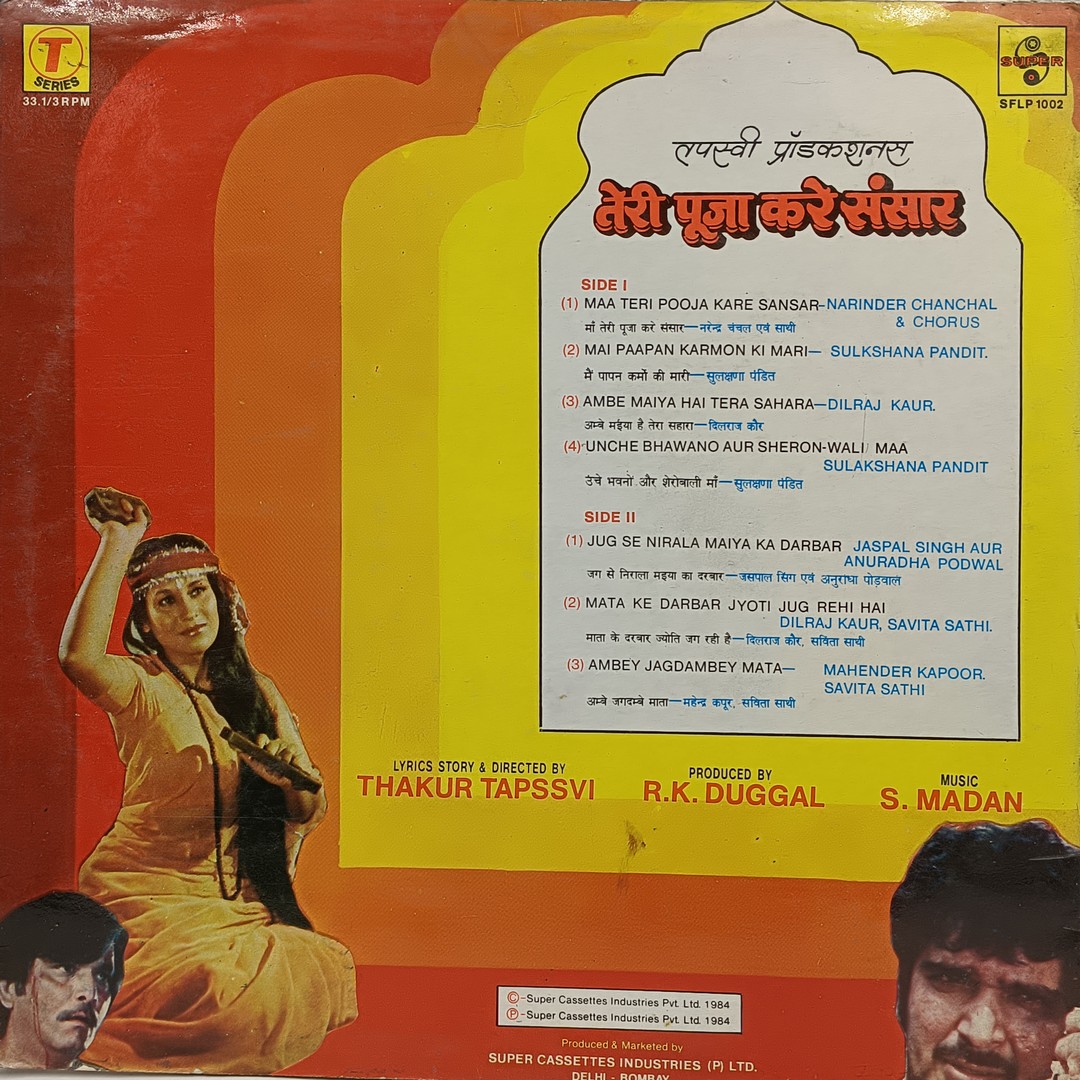 T
SERIES
33.1/3 RPM
SUPER
SFLP 1002
तपस्वी प्रॉडकशनस
तेरी पूजा करे संसार
SIDE I
(1) MAA TERI POOJA KARE SANSAR—NARINDER CHANCHAL
& CHORUS
माँ तेरी पूजा करे संसार—नरेन्द्र चंचल एवं साथी
(2) MAI PAAPAN KARMON KI MARI— SULKSHANA PANDIT.
मैं पापन कर्मो की मारी—सुलक्षणा पंडित
(3) AMBE MAIYA HAI TERA SAHARA—DILRAJ KAUR.
अम्बे मईया है तेरा सहारा—दिलराज कौर
(4) UNCHE BHAWANO AUR SHERON-WALI MAA
SULAKSHANA PANDIT
उंचे भवनों और शेरोबाली माँ—सुलक्षणा पंडित
SIDE II
(1) JUG SE NIRALA MAIYA KA DARBAR JASPAL SINGH AUR
ANURADHA PODWAL
जग से निराला मइया का दरबार—जसपाल सिंग एवं अनुराधा पोड़वाल
(2) MATA KE DARBAR JYOTI JUG REHI HAI
DILRAJ KAUR, SAVITA SATHI.
माता के दरबार ज्योति जग रही है—दिलराज कौर, सविता साथी
(3) AMBEY JAGDAMBEY MATA— MAHENDER KAPOOR.
SAVITA SATHI
अम्बे जगदम्बे माता—महेन्द्र कपूर, सविता साथी
LYRICS STORY & DIRECTED BY
THAKUR TAPSSVI
PRODUCED BY
R.K. DUGGAL
MUSIC
S. MADAN
©-Super Cassettes Industries Pvt. Ltd. 1984
℗-Super Cassettes Industries Pvt. Ltd. 1984
Produced & Marketed by
SUPER CASSETTES INDUSTRIES (P) LTD.
DELHI - BOMBAY